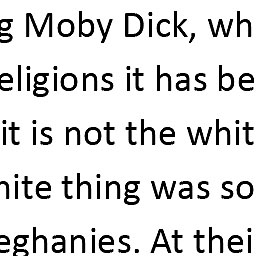 g Moby Dick, wh
eligions it has be
it is not the whit
hite thing was so
eghanies. At thei